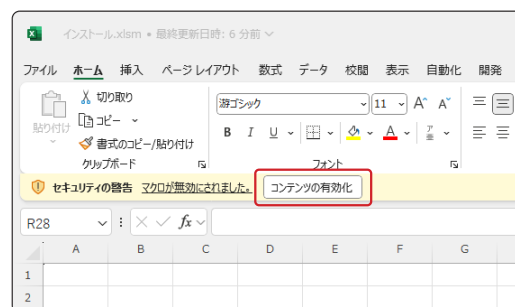 インストール.xlsm • 最終更新日時: 6 分前
ファイル ホーム 挿入 ページ レイアウト 数式 データ 校閲 表示 自動化 開発
貼り付け
切り取り
コピー
書式のコピー/貼り付け
クリップボード
游ゴシック 11 A^ A˅
B I U A
フォント
セキュリティの警告 マクロが無効にされました。 コンテンツの有効化
R28 fx
A B C D E F G
1
2